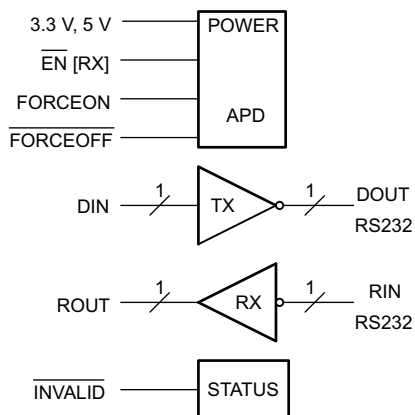 3.3 V, 5 V
POWER
EN [RX]
FORCEON
APD
FORCEOFF
DIN
1
TX
1
DOUT
RS232
ROUT
1
RX
1
RIN
RS232
INVALID
STATUS